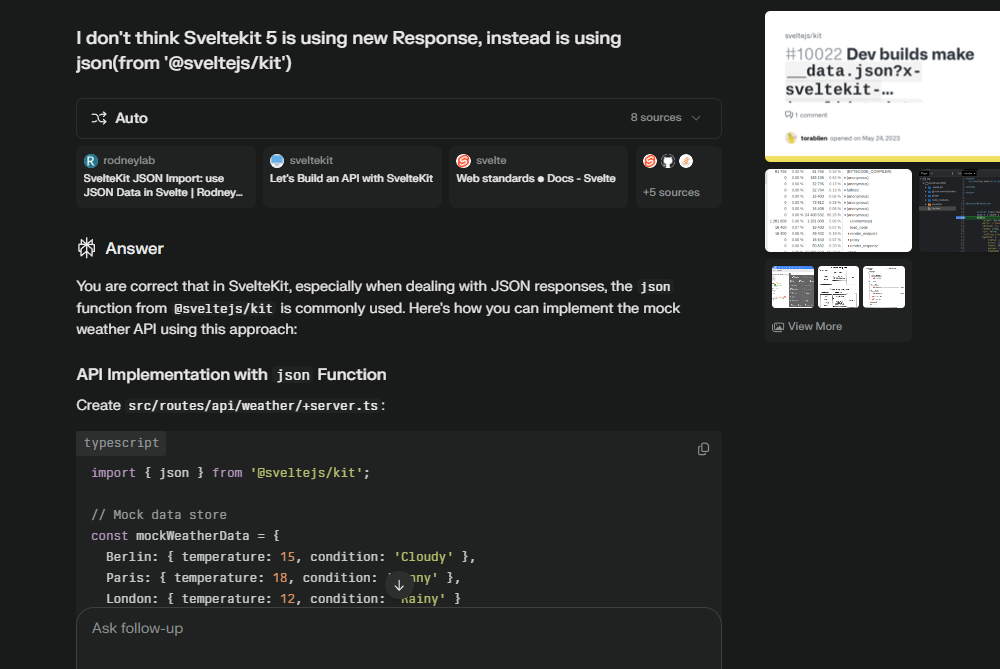 I don't think Sveltekit 5 is using new Response, instead is using
json(from '@sveltejs/kit')
Auto
8 sources
rodneylab
SvelteKit JSON Import: use
JSON Data in Svelte | Rodney...
sveltekit
Let's Build an API with SvelteKit
svelte
Web standards • Docs - Svelte
+5 sources
Answer
You are correct that in SvelteKit, especially when dealing with JSON responses, the json
function from @sveltejs/kit is commonly used. Here's how you can implement the mock
weather API using this approach:
API Implementation with json Function
Create src/routes/api/weather/+server.ts:
typescript
import { json } from '@sveltejs/kit';
// Mock data store
const mockWeatherData = {
Berlin: { temperature: 15, condition: 'Cloudy' },
Paris: { temperature: 18, condition: nny' },
London: { temperature: 12, condition: 'Rainy' }
Ask follow-up
sveltejs/kit
#10022 Dev builds make
__data.json?x-
sveltekit-...
1 comment
torablien opened on May 24, 2023
View More